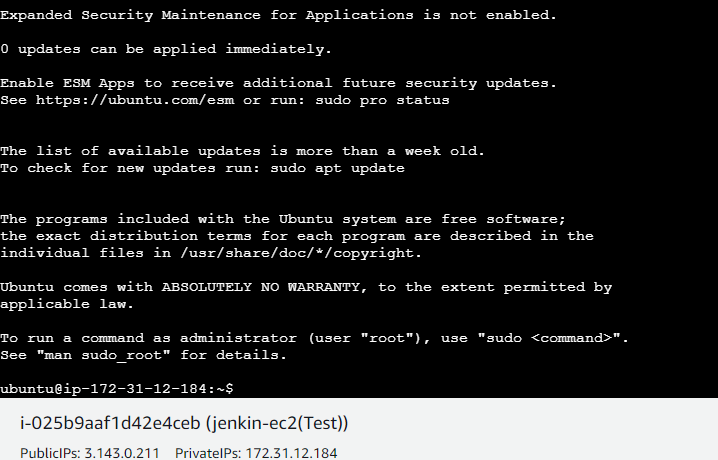 Expanded Security Maintenance for Applications is not enabled.
0 updates can be applied immediately.
Enable ESM Apps to receive additional future security updates.
See https://ubuntu.com/esm or run: sudo pro status
The list of available updates is more than a week old.
To check for new updates run: sudo apt update
The programs included with the Ubuntu system are free software;
the exact distribution terms for each program are described in the
individual files in /usr/share/doc/*/copyright.
Ubuntu comes with ABSOLUTELY NO WARRANTY, to the extent permitted by
applicable law.
To run a command as administrator (user "root"), use "sudo <command>".
See "man sudo_root" for details.
ubuntu@ip-172-31-12-184:~$
i-025b9aaf1d42e4ceb (jenkin-ec2(Test))
PublicIPs: 3.143.0.211 PrivateIPs: 172.31.12.184